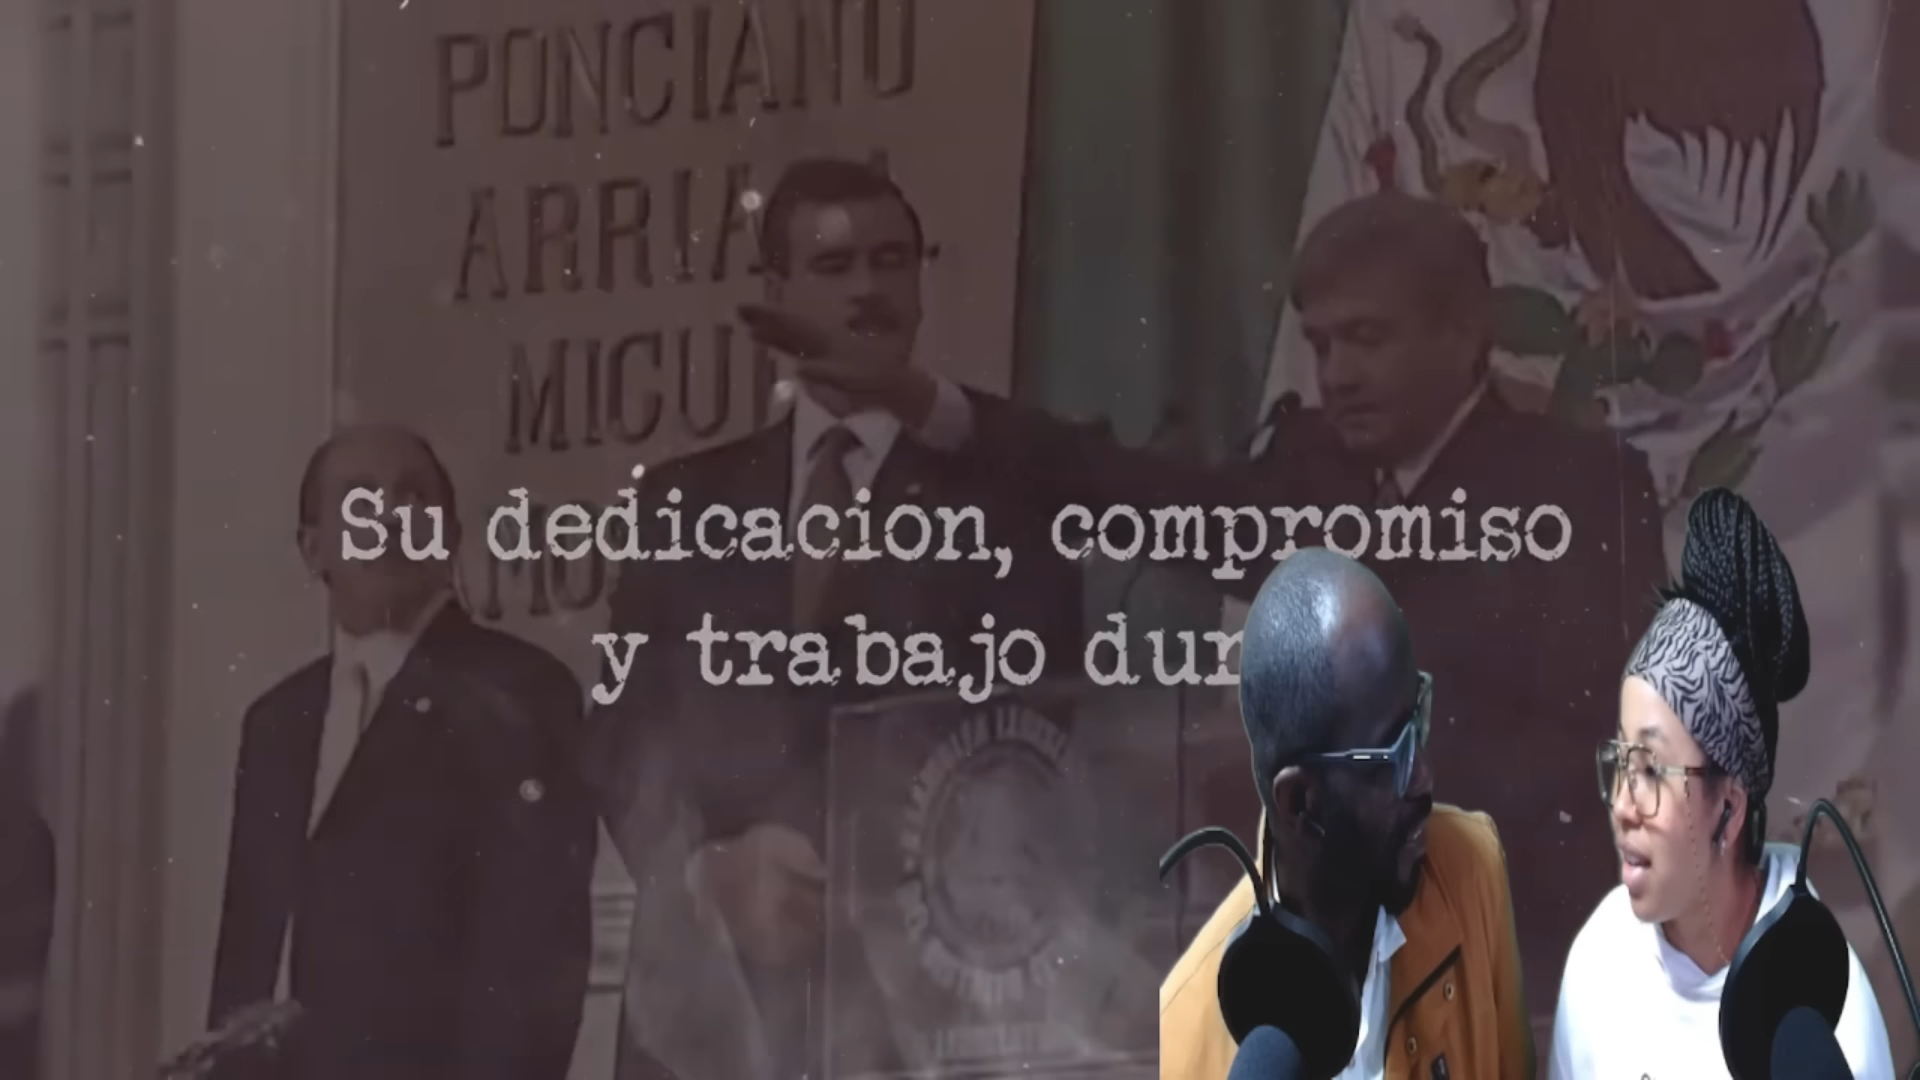 PONCIANO
ARRIA
MIGU
Su dedicacion, compromiso
y trabajo dur